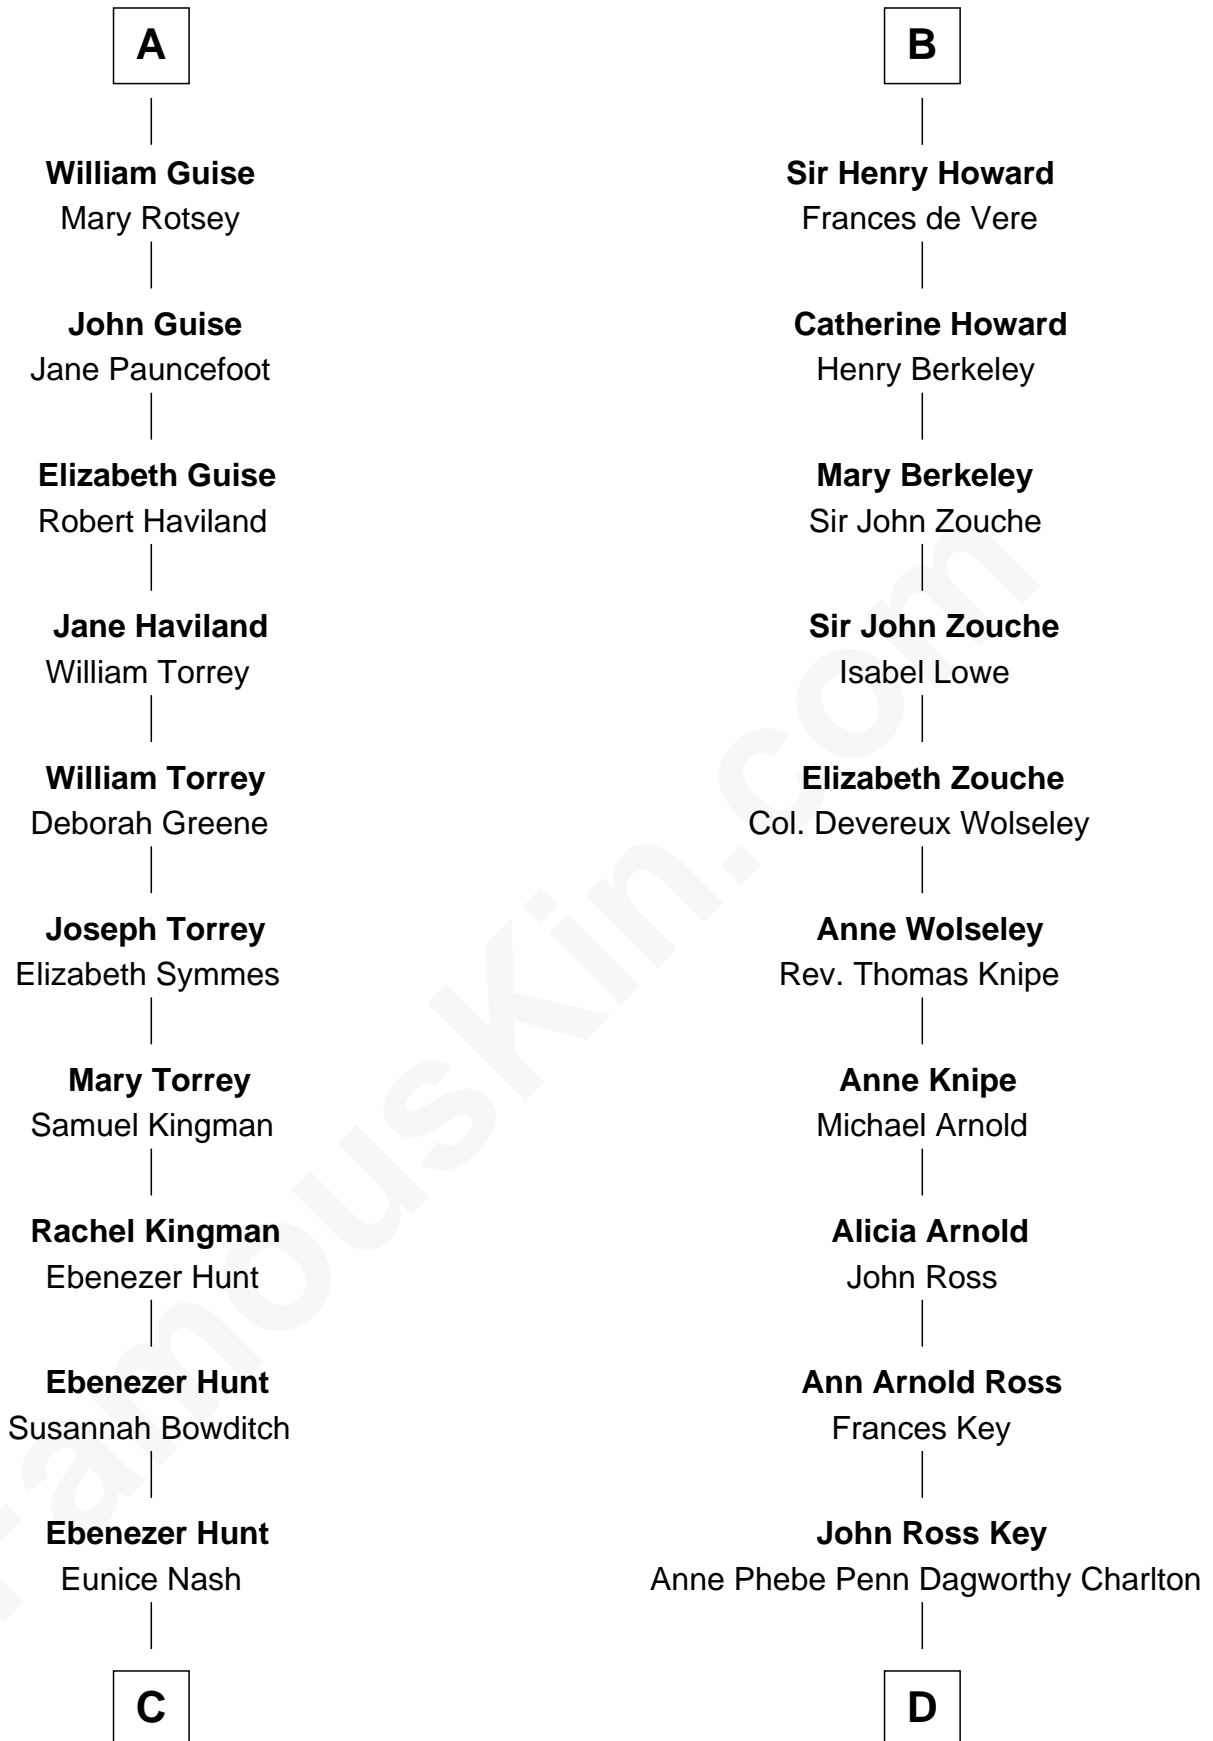 A
William Guise
Mary Rotsey
John Guise
Jane Pauncefoot
Elizabeth Guise
Robert Haviland
Jane Haviland
William Torrey
William Torrey
Deborah Greene
Joseph Torrey
Elizabeth Symmes
Mary Torrey
Samuel Kingman
Rachel Kingman
Ebenezer Hunt
Ebenezer Hunt
Susannah Bowditch
Ebenezer Hunt
Eunice Nash
C
B
Sir Henry Howard
Frances de Vere
Catherine Howard
Henry Berkeley
Mary Berkeley
Sir John Zouche
Sir John Zouche
Isabel Lowe
Elizabeth Zouche
Col. Devereux Wolseley
Anne Wolseley
Rev. Thomas Knipe
Anne Knipe
Michael Arnold
Alicia Arnold
John Ross
Ann Arnold Ross
Frances Key
John Ross Key
Anne Phebe Penn Dagworthy Charlton
D
FamousKin.com